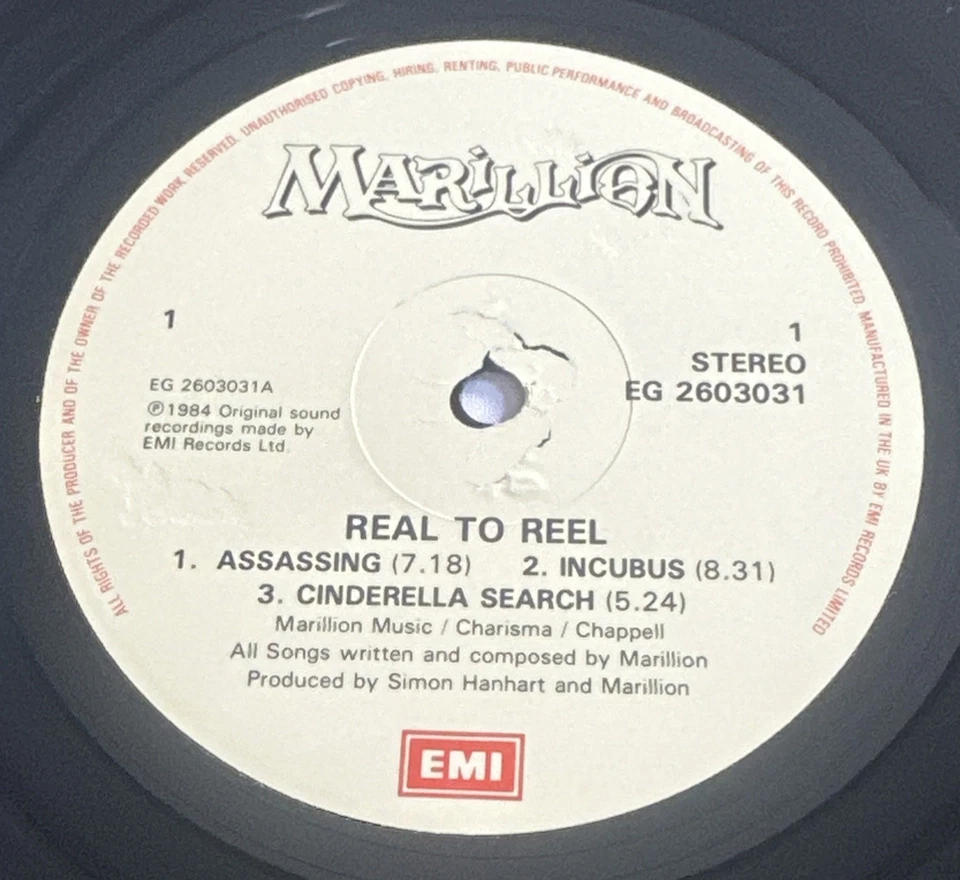 ALL RIGHTS OF THE PRODUCER AND OF THE OWNER OF THE RECORDED WORK RESERVED. UNAUTHORISED COPYING, HIRING, RENTING, PUBLIC PERFORMANCE AND BROADCASTING OF THIS RECORD PROHIBITED. MANUFACTURED IN THE UK BY EMI RECORDS LIMITED
MARILLION
1
EG 2603031A
℗1984 Original sound
recordings made by
EMI Records Ltd.
1
STEREO
EG 2603031
REAL TO REEL
1. ASSASSING (7.18) 2. INCUBUS (8.31)
3. CINDERELLA SEARCH (5.24)
Marillion Music / Charisma / Chappell
All Songs written and composed by Marillion
Produced by Simon Hanhart and Marillion
EMI